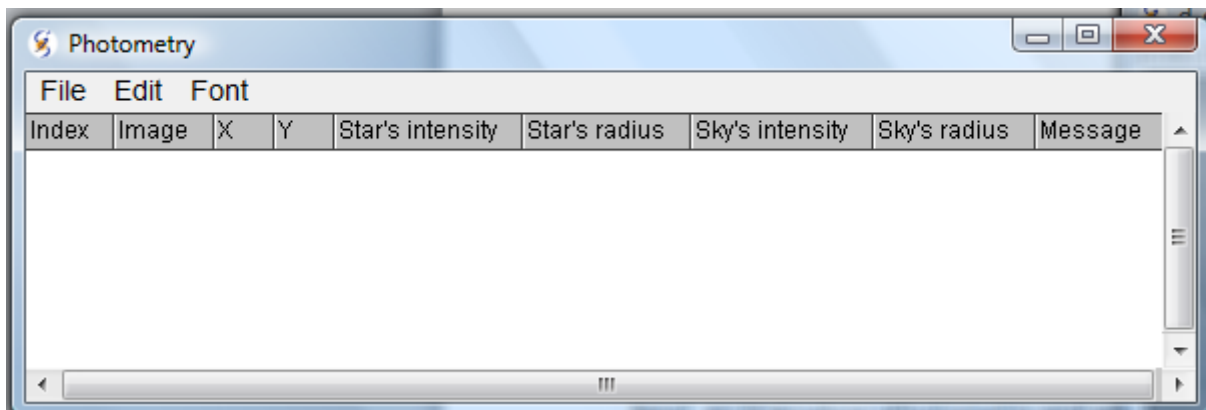 Photometry
File Edit Font
Index Image X Y Star's intensity Star's radius Sky's intensity Sky's radius Message